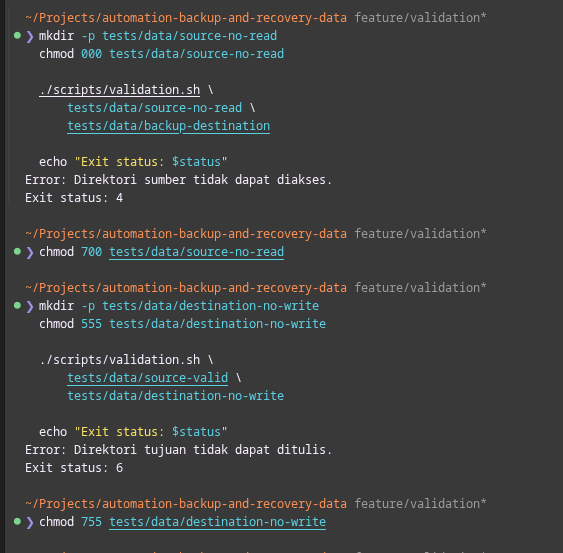 ~/Projects/automation-backup-and-recovery-data feature/validation*
❯ mkdir -p tests/data/source-no-read
chmod 000 tests/data/source-no-read
./scripts/validation.sh \
tests/data/source-no-read \
tests/data/backup-destination
echo "Exit status: $status"
Error: Direktori sumber tidak dapat diakses.
Exit status: 4
~/Projects/automation-backup-and-recovery-data feature/validation*
❯ chmod 700 tests/data/source-no-read
~/Projects/automation-backup-and-recovery-data feature/validation*
❯ mkdir -p tests/data/destination-no-write
chmod 555 tests/data/destination-no-write
./scripts/validation.sh \
tests/data/source-valid \
tests/data/destination-no-write
echo "Exit status: $status"
Error: Direktori tujuan tidak dapat ditulis.
Exit status: 6
~/Projects/automation-backup-and-recovery-data feature/validation*
❯ chmod 755 tests/data/destination-no-write